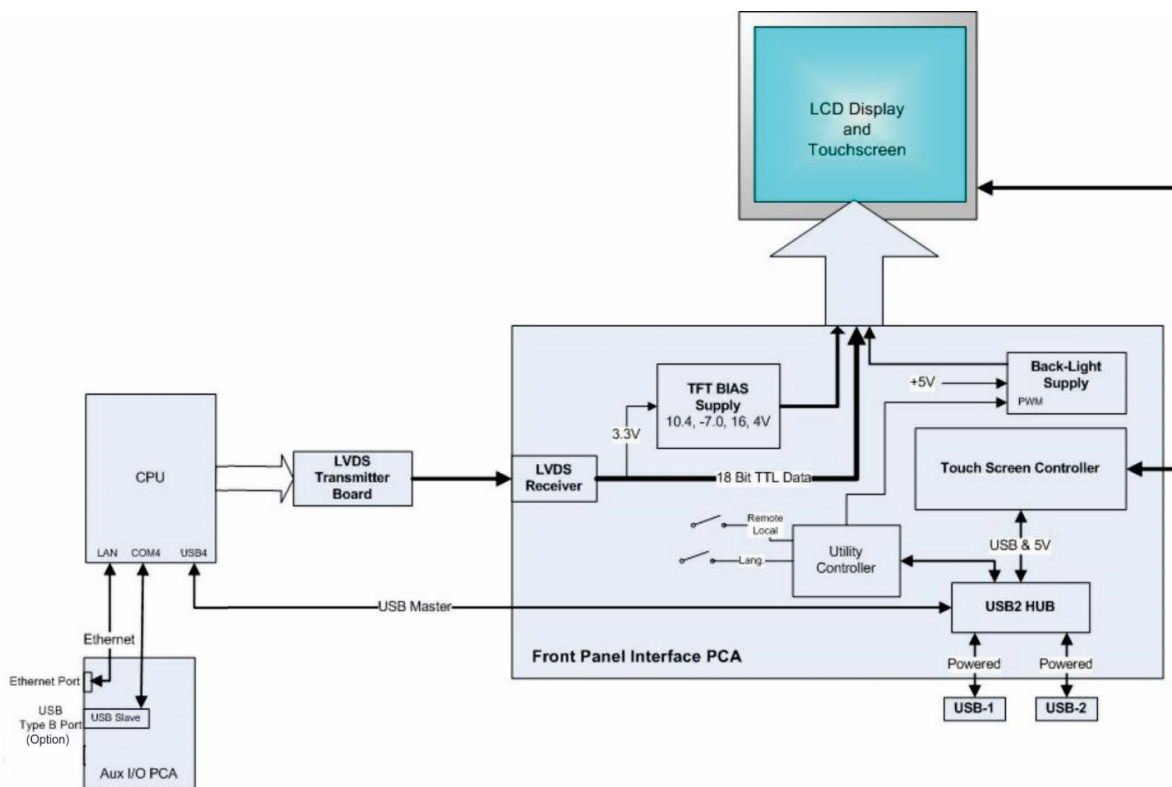 LCD Display
and
Touchscreen
Back-Light
Supply
+5V
PWM
TFT BIAS
Supply
10.4, -7.0, 16, 4V
3.3V
CPU
LVDS
Transmitter
Board
LVDS
Receiver
18 Bit TTL Data
Touch Screen Controller
Remote
Local
Lang.
Utility
Controller
USB & 5V
LAN COM4 USB4
USB Master
USB2 HUB
Ethernet
Front Panel Interface PCA
Powered Powered
Ethernet Port
USB-1 USB-2
USB
Type B Port
(Option)
USB Slave
Aux I/O PCA